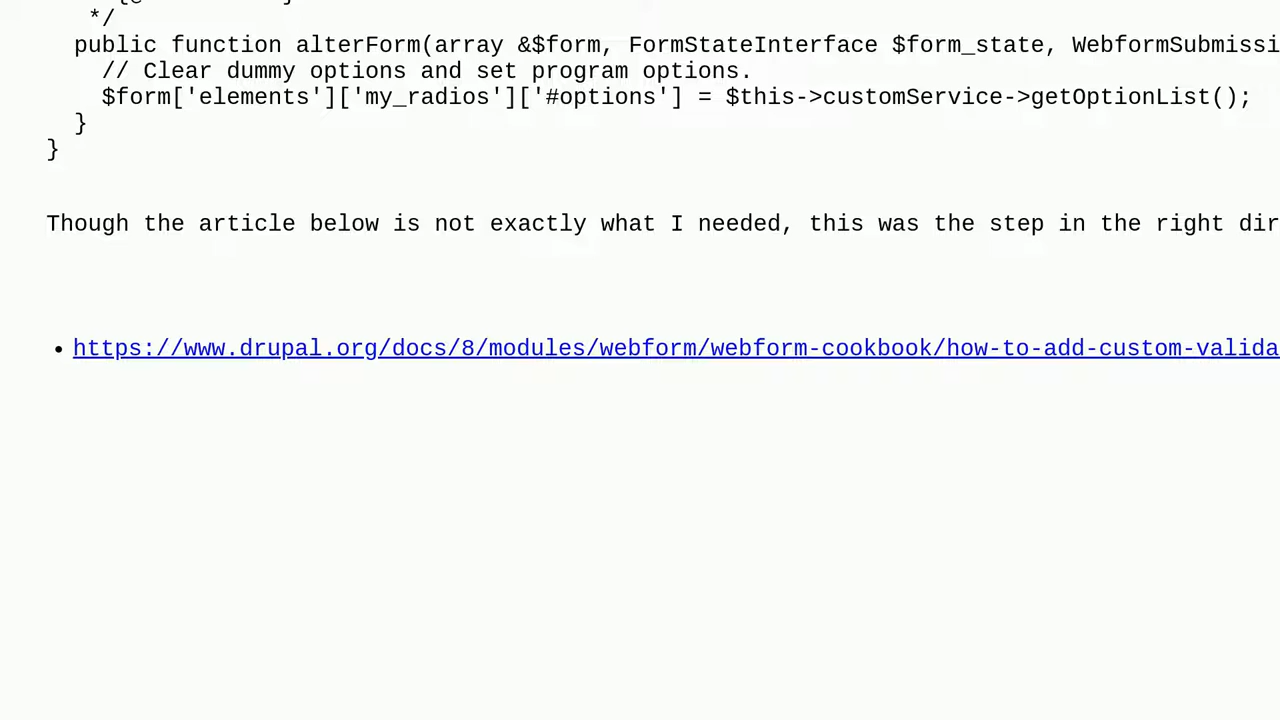 */
public function alterForm(array &$form, FormStateInterface $form_state, WebformSubmissi
// Clear dummy options and set program options.
$form['elements']['my_radios']['#options'] = $this->customService->getOptionList();
}
}
Though the article below is not exactly what I needed, this was the step in the right dir
• https://www.drupal.org/docs/8/modules/webform/webform-cookbook/how-to-add-custom-valida